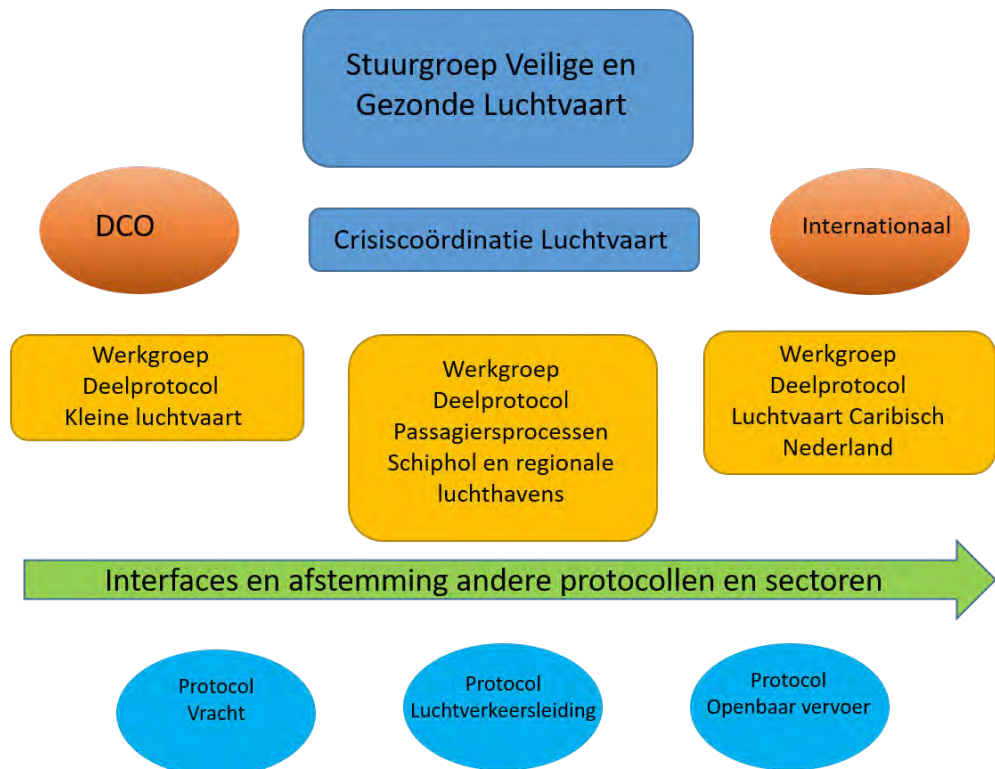 Stuurgroep Veilige en
Gezonde Luchtvaart
DCO
Crisiscoördinatie Luchtvaart
Internationaal
Werkgroep
Deelprotocol
Kleine luchtvaart
Werkgroep
Deelprotocol
Passagiersprocessen
Schiphol en regionale
luchthavens
Werkgroep
Deelprotocol
Luchtvaart Caribisch
Nederland
Interfaces en afstemming andere protocollen en sectoren
Protocol
Vracht
Protocol
Luchtverkeersleiding
Protocol
Openbaar vervoer